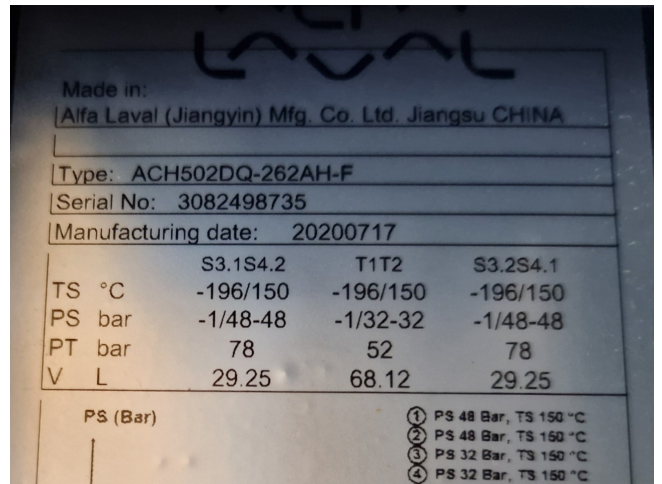 LAVAL
Made in:
Alfa Laval (Jiangyin) Mfg. Co. Ltd. Jiangsu CHINA
Type: ACH502DQ-262AH-F
Serial No: 3082498735
Manufacturing date: 20200717
S3.1S4.2 T1T2 S3.2S4.1
TS °C -196/150 -196/150 -196/150
PS bar -1/48-48 -1/32-32 -1/48-48
PT bar 78 52 78
V L 29.25 68.12 29.25
PS (Bar) ① PS 48 Bar, TS 150 °C
② PS 48 Bar, TS 150 °C
③ PS 32 Bar, TS 150 °C
④ PS 32 Bar, TS 150 °C